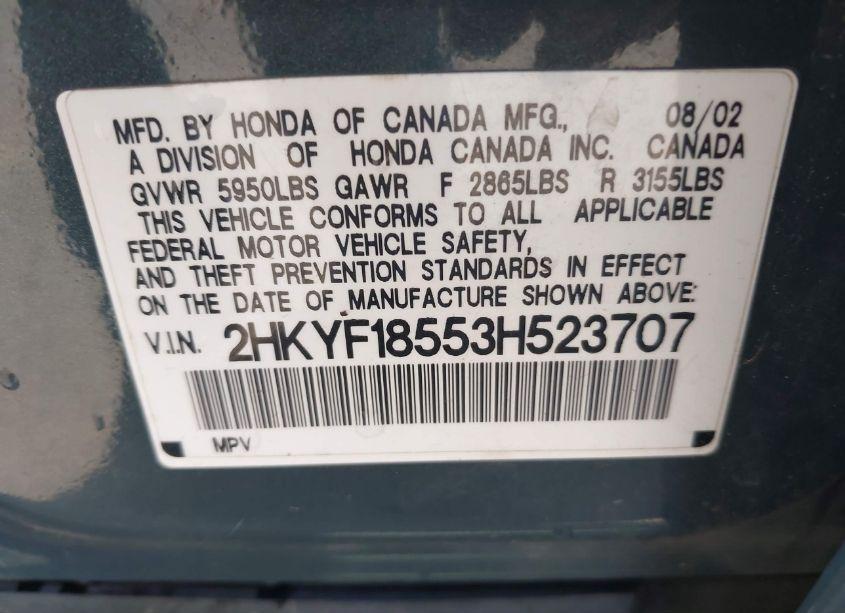 MFD. BY HONDA OF CANADA MFG., 08/02
A DIVISION OF HONDA CANADA INC. CANADA
GVWR 5950LBS GAWR F 2865LBS R 3155LBS
THIS VEHICLE CONFORMS TO ALL APPLICABLE
FEDERAL MOTOR VEHICLE SAFETY,
AND THEFT PREVENTION STANDARDS IN EFFECT
ON THE DATE OF MANUFACTURE SHOWN ABOVE:
V.I.N. 2HKYF18553H523707
MPV